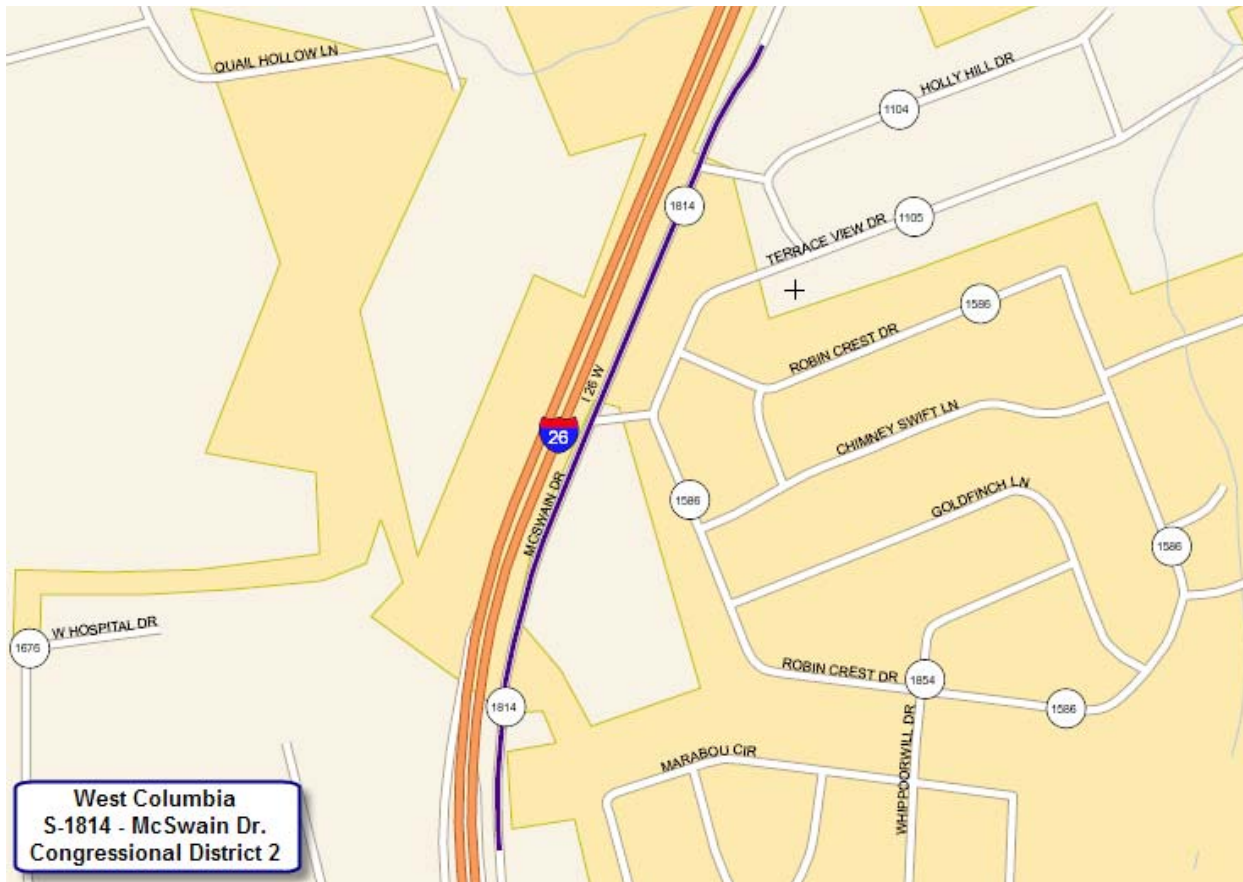 QUAIL HOLLOW LN
HOLLY HILL DR
1104
1814
1105
TERRACE VIEW DR
1586
ROBIN CREST DR
I 26 W
CHIMNEY SWIFT LN
26
MCSWAIN DR
GOLDFINCH LN
1586
1586
W HOSPITAL DR
1676
ROBIN CREST DR
1854
1586
1814
WHIPPOORWILL DR
MARABOU CIR
West Columbia
S-1814 - McSwain Dr.
Congressional District 2